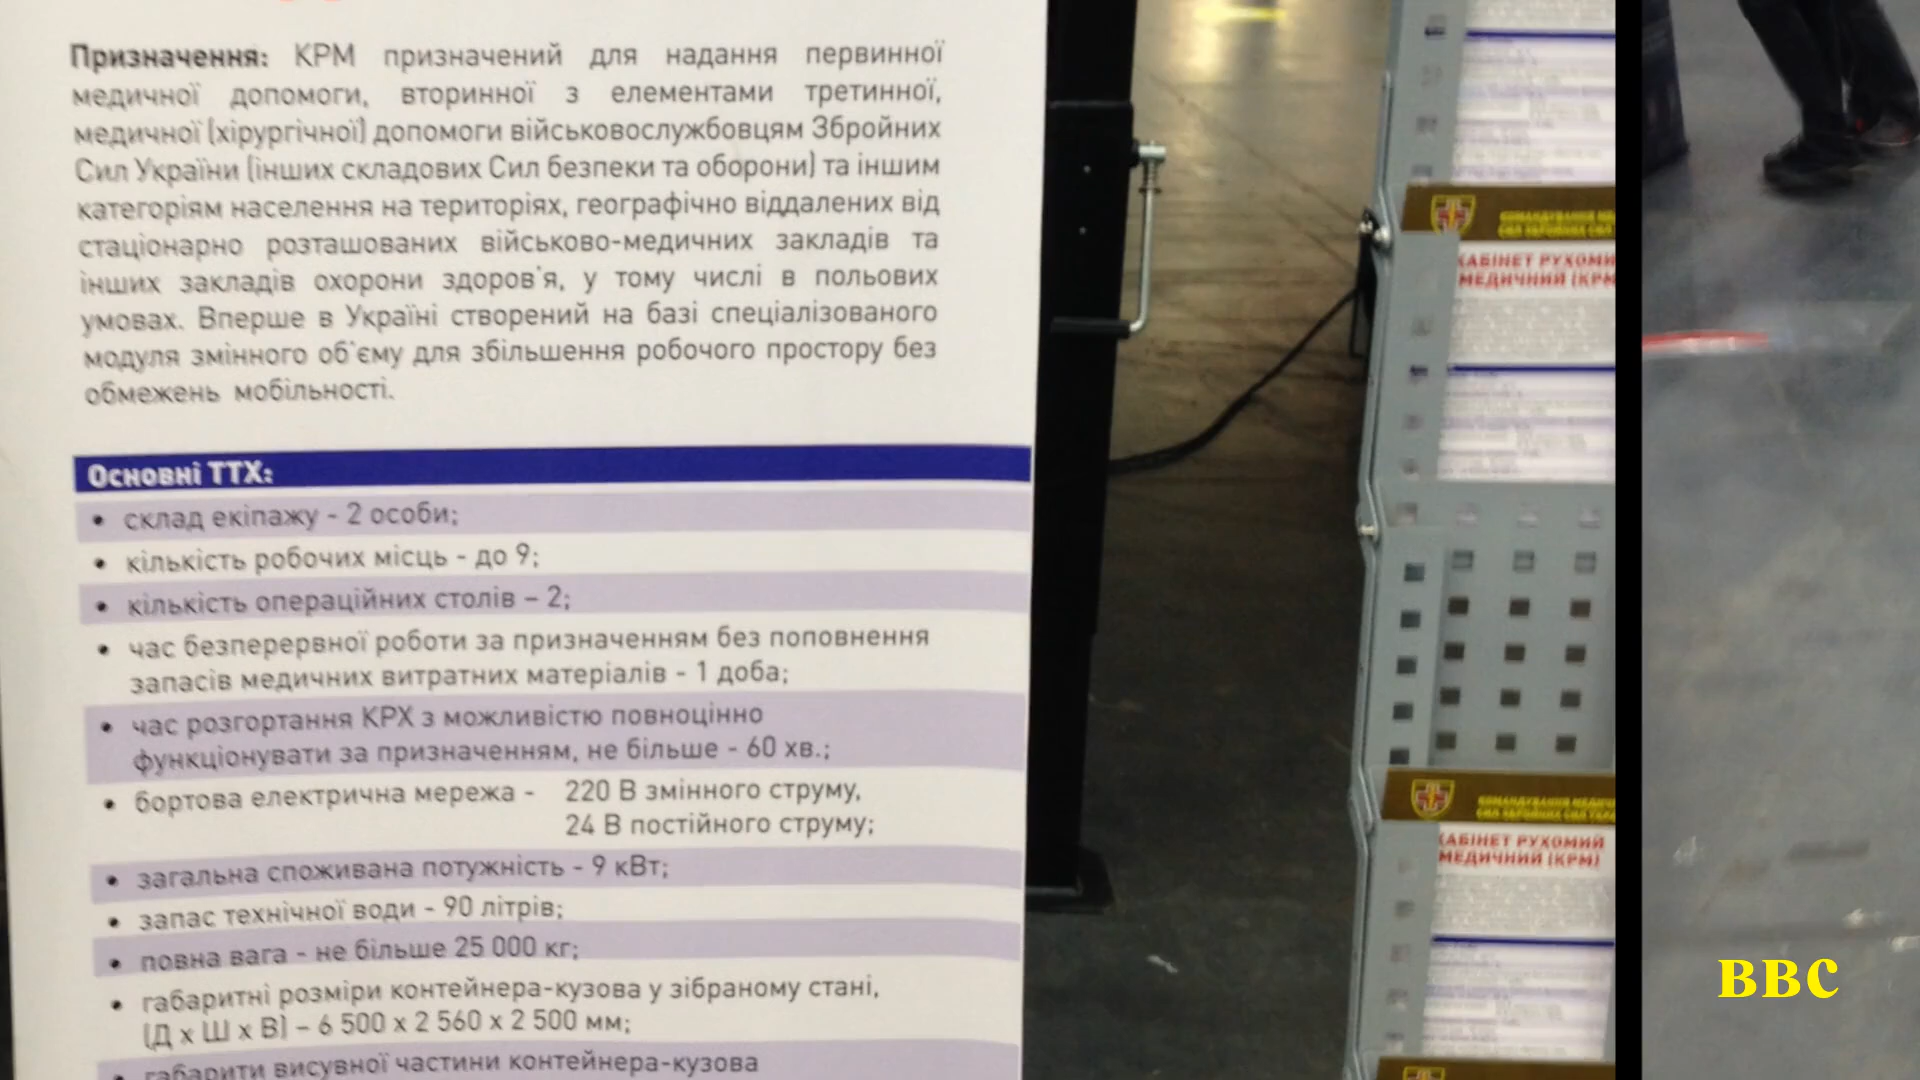 Призначення: КРМ призначений для надання первинної
медичної допомоги, вторинної з елементами третинної,
медичної (хірургічної) допомоги військовослужбовцям Збройних
Сил України (інших складових Сил безпеки та оборони) та іншим
категоріям населення на територіях, географічно віддалених від
стаціонарно розташованих військово-медичних закладів та
інших закладів охорони здоров'я, у тому числі в польових
умовах. Вперше в Україні створений на базі спеціалізованого
модуля змінного об'єму для збільшення робочого простору без
обмежень мобільності.
Основні ТТХ:
• склад екіпажу - 2 особи;
• кількість робочих місць - до 9;
• кількість операційних столів – 2;
• час безперервної роботи за призначенням без поповнення
запасів медичних витратних матеріалів - 1 доба;
• час розгортання КРХ з можливістю повноцінно
функціонувати за призначенням, не більше - 60 хв.;
• бортова електрична мережа - 220 В змінного струму,
24 В постійного струму;
• загальна споживана потужність - 9 кВт;
• запас технічної води - 90 літрів;
• повна вага - не більше 25 000 кг;
• габаритні розміри контейнера-кузова у зібраному стані,
(Д х Ш х В) – 6 500 х 2 560 х 2 500 мм;
• габарити висувної частини контейнера-кузова
КАБІНЕТ РУХОМИЙ
МЕДИЧНИЙ (КРМ)
КАБІНЕТ РУХОМИЙ
МЕДИЧНИЙ (КРМ)
BBC